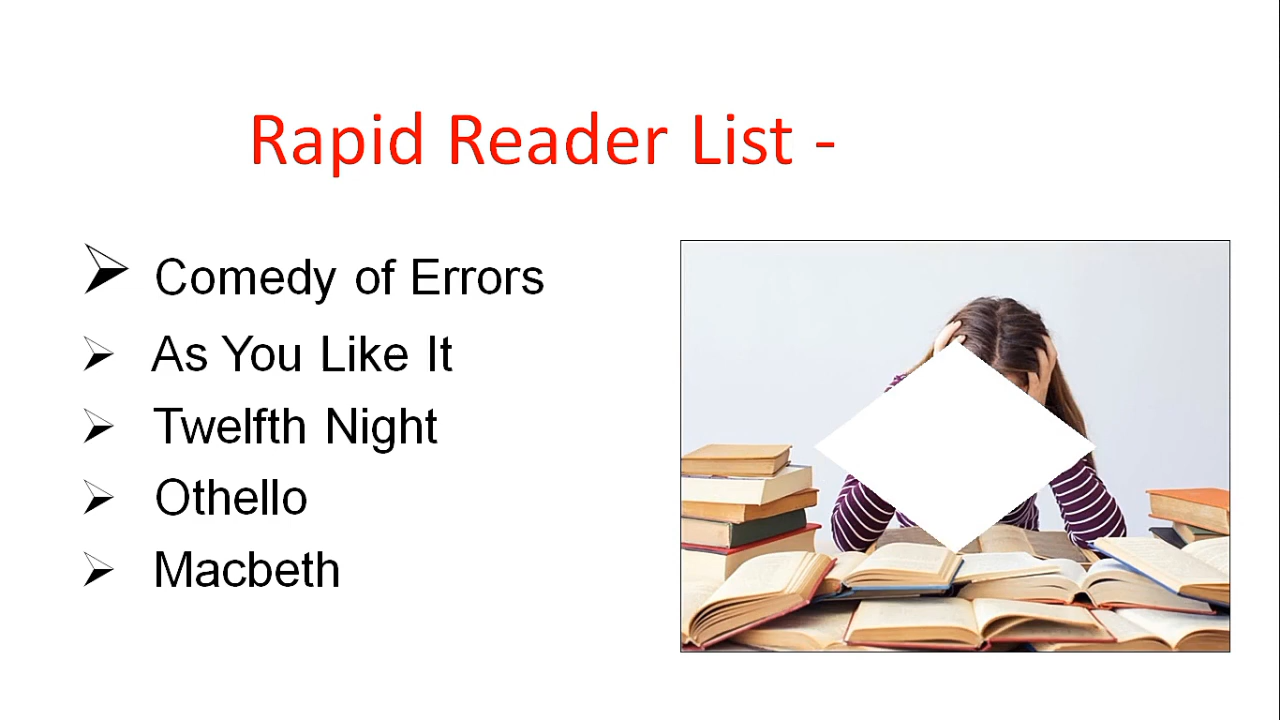 Rapid Reader List -
Comedy of Errors
As You Like It
Twelfth Night
Othello
Macbeth